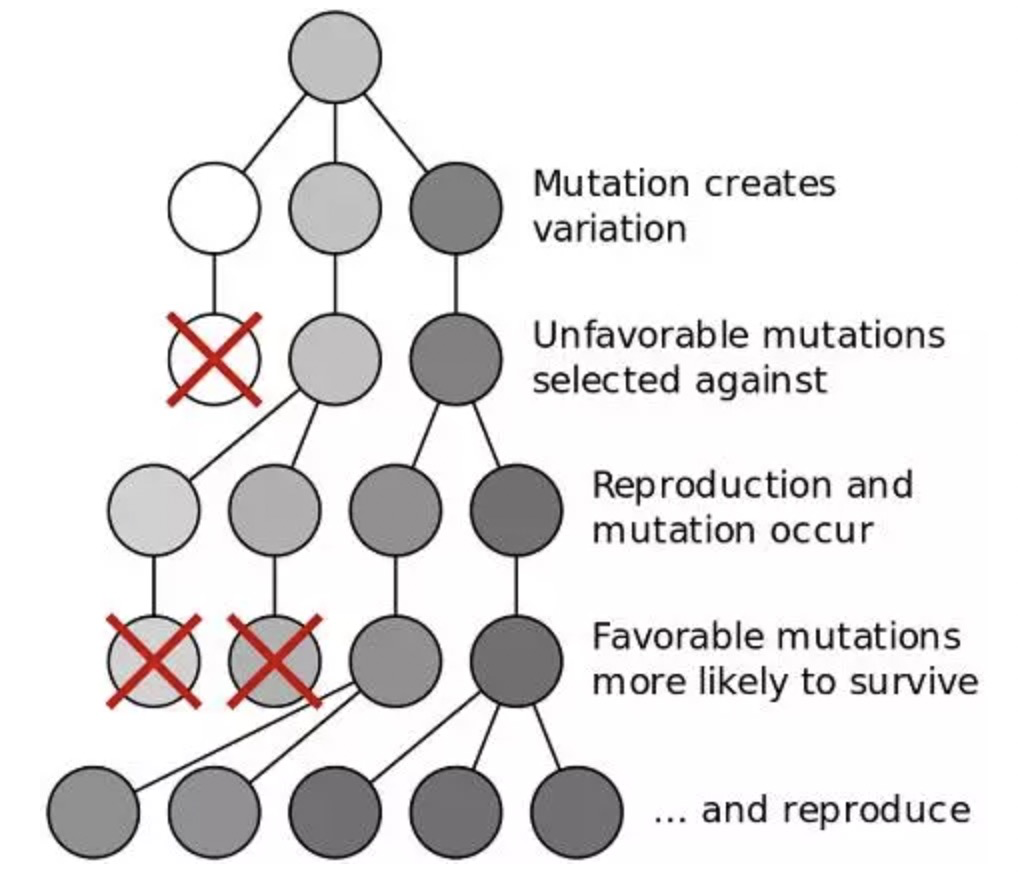 Mutation creates
variation
Unfavorable mutations
selected against
Reproduction and
mutation occur
Favorable mutations
more likely to survive
... and reproduce